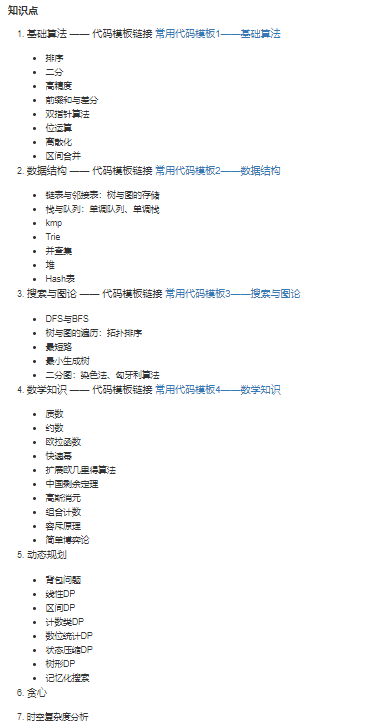 知识点
1. 基础算法 —— 代码模板链接 常用代码模板1——基础算法
• 排序
• 二分
• 高精度
• 前缀和与差分
• 双指针算法
• 位运算
• 离散化
• 区间合并
2. 数据结构 —— 代码模板链接 常用代码模板2——数据结构
• 链表与邻接表：树与图的存储
• 栈与队列：单调队列、单调栈
• kmp
• Trie
• 并查集
• 堆
• Hash表
3. 搜索与图论 —— 代码模板链接 常用代码模板3——搜索与图论
• DFS与BFS
• 树与图的遍历：拓扑排序
• 最短路
• 最小生成树
• 二分图：染色法、匈牙利算法
4. 数学知识 —— 代码模板链接 常用代码模板4——数学知识
• 质数
• 约数
• 欧拉函数
• 快速幂
• 扩展欧几里得算法
• 中国剩余定理
• 高斯消元
• 组合计数
• 容斥原理
• 简单博弈论
5. 动态规划
• 背包问题
• 线性DP
• 区间DP
• 计数类DP
• 数位统计DP
• 状态压缩DP
• 树形DP
• 记忆化搜索
6. 贪心
7. 时空复杂度分析